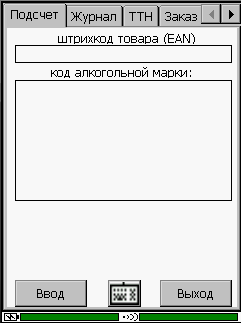 Подсчет Журнал ТТН Заказ
штрихкод товара (EAN)
код алкогольной марки:
Ввод Выход